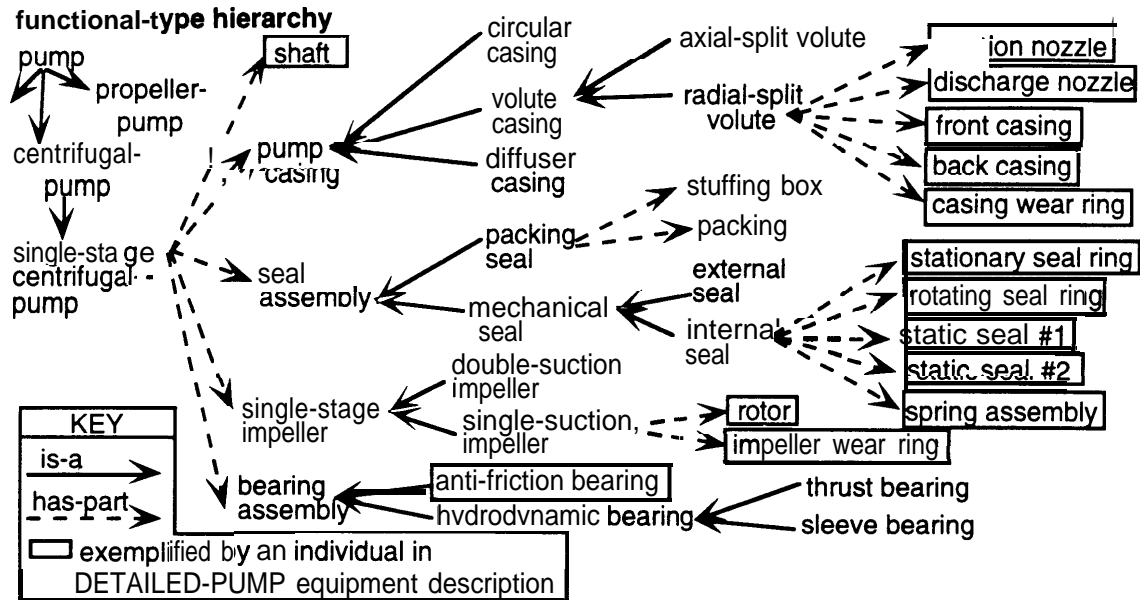 functional-type hierarchy
pump
propeller-
pump
centrifugal-
pump
single-stage
centrifugal-
pump
shaft
pump
casing
seal
assembly
single-stage
impeller
bearing
assembly
circular
casing
volute
casing
diffuser
casing
packing
seal
mechanical
seal
double-suction
impeller
single-suction,
impeller
anti-friction bearing
hydrodynamic bearing
axial-split volute
radial-split
volute
stuffing box
packing
external
seal
internal
seal
rotor
impeller wear ring
thrust bearing
sleeve bearing
ion nozzle
discharge nozzle
front casing
back casing
casing wear ring
stationary seal ring
rotating seal ring
static seal #1
static seal #2
spring assembly
KEY
is-a
has-part
exemplified by an individual in
DETAILED-PUMP equipment description